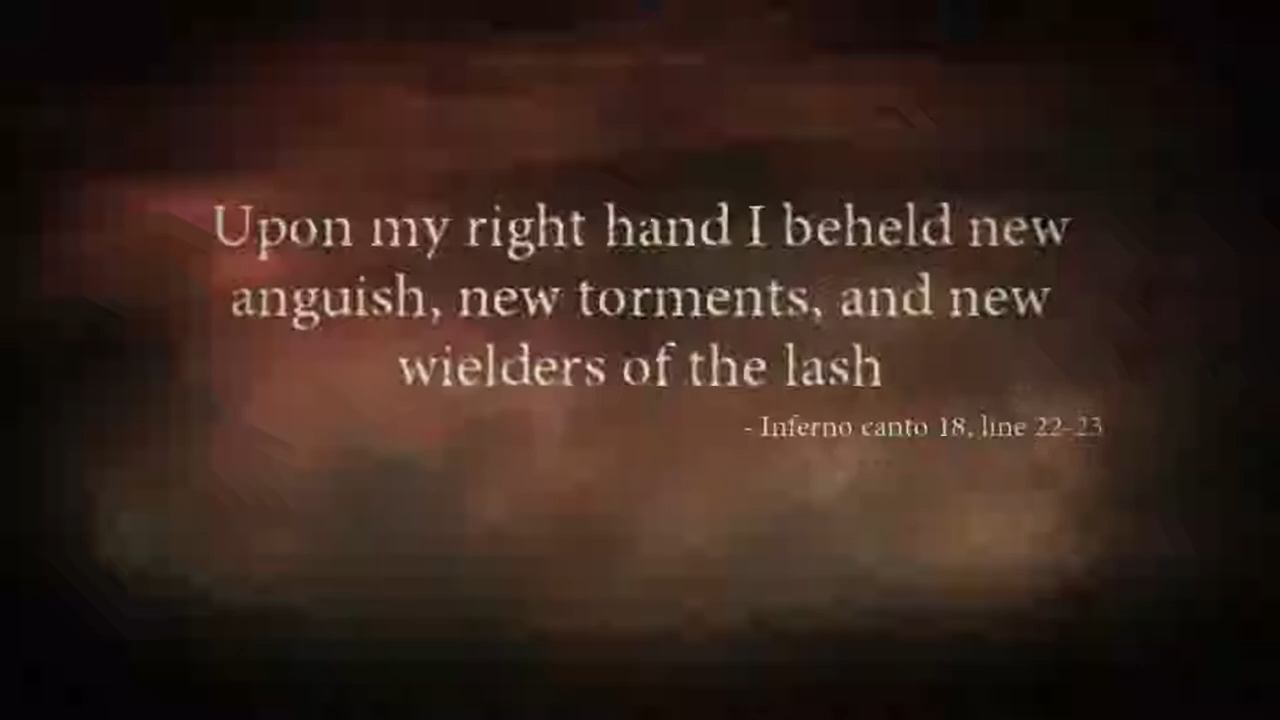 Upon my right hand I beheld new
anguish, new torments, and new
wielders of the lash
- Inferno canto 18, line 22-23